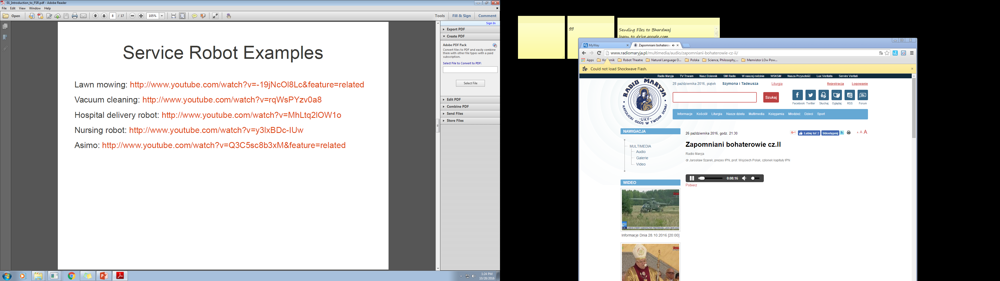 01_Introduction_to_FSR.pdf - Adobe Reader
File Edit View Window Help
Open 8 / 17 105% Tools Fill & Sign Comment
Service Robot Examples
Lawn mowing: http://www.youtube.com/watch?v=-19jNcOl8Lc&feature=related
Vacuum cleaning: http://www.youtube.com/watch?v=rqWsPYzv0a8
Hospital delivery robot: http://www.youtube.com/watch?v=MhLtq2lOW1o
Nursing robot: http://www.youtube.com/watch?v=y3lxBDc-IUw
Asimo: http://www.youtube.com/watch?v=Q3C5sc8b3xM&feature=related
Sign In
Export PDF
Create PDF
Adobe PDF Pack
Convert files to PDF and easily combine
them with other file types with a paid
subscription.
Select File to Convert to PDF:
Select File
Edit PDF
Combine PDF
Send Files
Store Files
1:24 PM
10/28/2016
gg
Sending Files to Bhardwaj
logon to drive.google.com
MyWay Zapomniani bohaterov
www.radiomaryja.pl/multimedia/audio/zapomniani-bohaterowie-cz-ii/
Apps Robot Theatre Natural Language O... Polska Science, Philosophy,... Memristor LOw Pow...
Could not load Shockwave Flash.
Radio Maryja TV Trwam Nasz Dziennik SIM Radio W naszej rodzinie WSKSiM Nasza Przyszłość Lux Veritatis Servire Veritati
RADIO MARYJA
KATOLICKI GŁOS W TWOIM DOMU
UKF
28 października 2016, piątek Szymona i Tadeusza Liturgia Rejestracja Logowanie
Szukaj
Facebook Twitter Słuchaj Oglądaj RSS Forum
Informacje Kościół Liturgia Nasze dzieła Multimedia Księgarnia Młodzież Dzieci Sport
NAWIGACJA
MULTIMEDIA
Audio
Galerie
Video
26 października 2016, godz. 21:30
G+1 Lubię to! 2 Udostępnij A A A
Zapomniani bohaterowie cz.II
Radio Maryja
dr Jarosław Szarek, prezes IPN, prof. Wojciech Polak, członek kapituły IPN
0:08:16
Pobierz
WIDEO
Informacje Dnia 28.10.2016 [20:00]